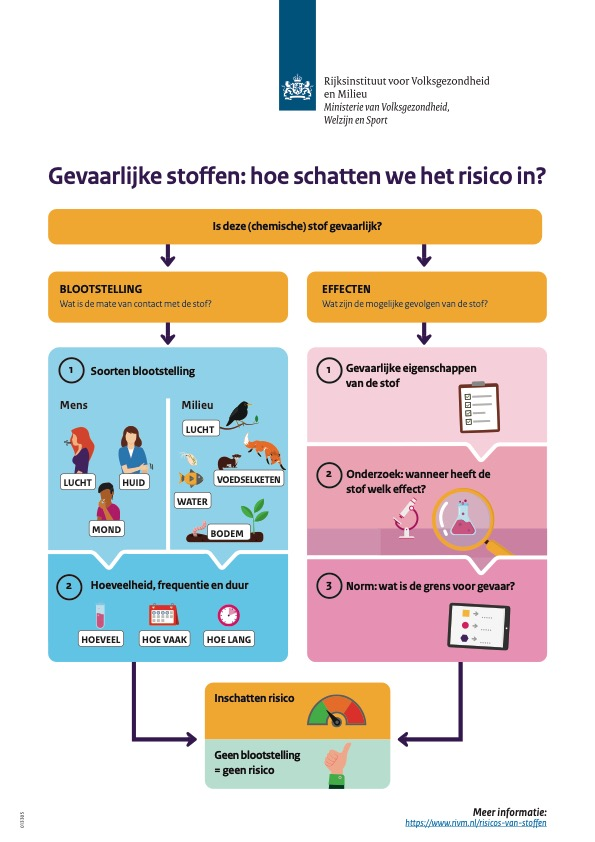 Rijksinstituut voor Volksgezondheid
en Milieu
Ministerie van Volksgezondheid,
Welzijn en Sport
Gevaarlijke stoffen: hoe schatten we het risico in?
Is deze (chemische) stof gevaarlijk?
BLOOTSTELLING
Wat is de mate van contact met de stof?
EFFECTEN
Wat zijn de mogelijke gevolgen van de stof?
1
Soorten blootstelling
Mens
LUCHT
HUID
MOND
Milieu
LUCHT
VOEDSELKETEN
WATER
BODEM
2
Hoeveelheid, frequentie en duur
HOEVEEL
HOE VAAK
HOE LANG
1
Gevaarlijke eigenschappen
van de stof
2
Onderzoek: wanneer heeft de
stof welk effect?
3
Norm: wat is de grens voor gevaar?
Inschatten risico
Geen blootstelling
= geen risico
Meer informatie:
https://www.rivm.nl/risicos-van-stoffen